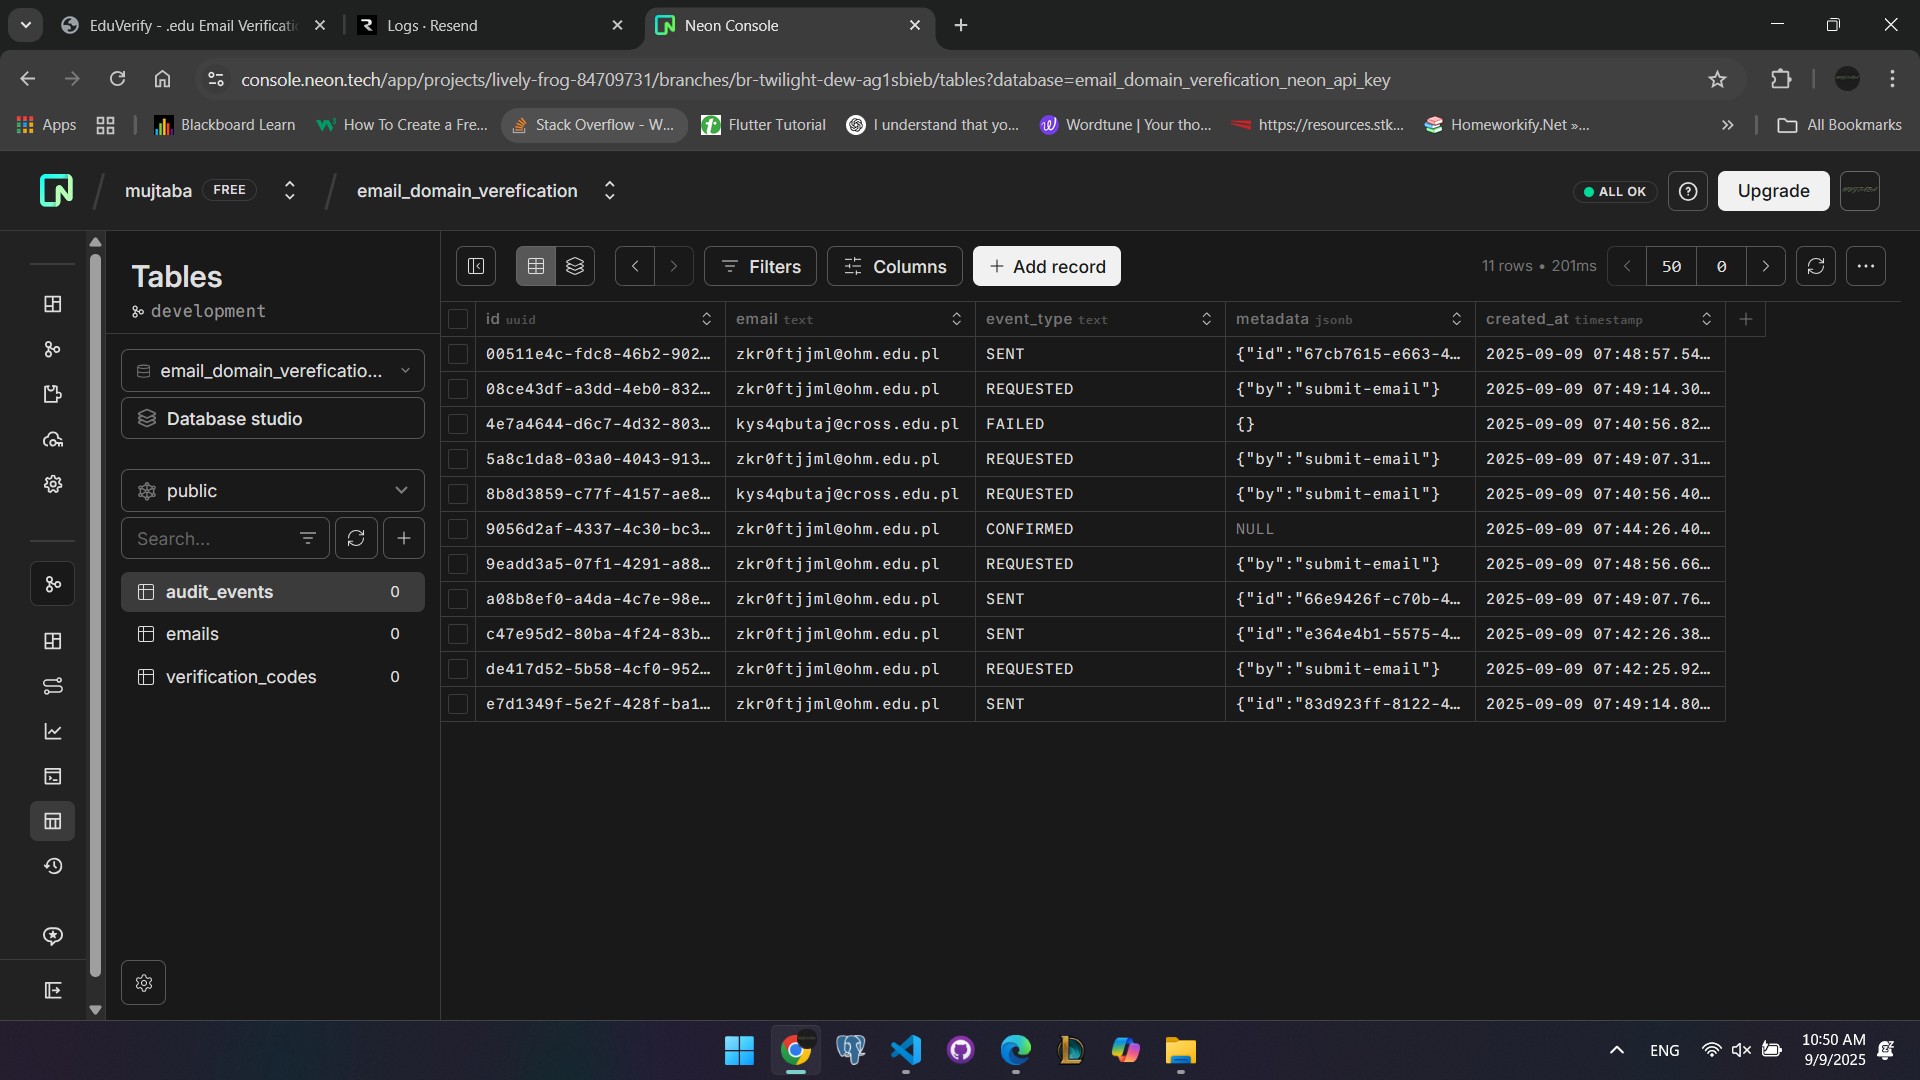 EduVerify - .edu Email Verificati
Logs · Resend
Neon Console
console.neon.tech/app/projects/lively-frog-84709731/branches/br-twilight-dew-ag1sbieb/tables?database=email_domain_verefication_neon_api_key
Apps
Blackboard Learn
How To Create a Fre...
Stack Overflow - W...
Flutter Tutorial
I understand that yo...
Wordtune | Your tho...
https://resources.stk...
Homeworkify.Net »...
All Bookmarks
mujtaba FREE
email_domain_verefication
ALL OK
Upgrade
Tables
development
email_domain_vereficatio...
Database studio
public
Search...
audit_events 0
emails 0
verification_codes 0
Filters
Columns
Add record
11 rows • 201ms
50
0
id uuid email text event_type text metadata jsonb created_at timestamp
00511e4c-fdc8-46b2-902... zkr0ftjjml@ohm.edu.pl SENT {"id":"67cb7615-e663-4... 2025-09-09 07:48:57.54...
08ce43df-a3dd-4eb0-832... zkr0ftjjml@ohm.edu.pl REQUESTED {"by":"submit-email"} 2025-09-09 07:49:14.30...
4e7a4644-d6c7-4d32-803... kys4qbutaj@cross.edu.pl FAILED {} 2025-09-09 07:40:56.82...
5a8c1da8-03a0-4043-913... zkr0ftjjml@ohm.edu.pl REQUESTED {"by":"submit-email"} 2025-09-09 07:49:07.31...
8b8d3859-c77f-4157-ae8... kys4qbutaj@cross.edu.pl REQUESTED {"by":"submit-email"} 2025-09-09 07:40:56.40...
9056d2af-4337-4c30-bc3... zkr0ftjjml@ohm.edu.pl CONFIRMED NULL 2025-09-09 07:44:26.40...
9eadd3a5-07f1-4291-a88... zkr0ftjjml@ohm.edu.pl REQUESTED {"by":"submit-email"} 2025-09-09 07:48:56.66...
a08b8ef0-a4da-4c7e-98e... zkr0ftjjml@ohm.edu.pl SENT {"id":"66e9426f-c70b-4... 2025-09-09 07:49:07.76...
c47e95d2-80ba-4f24-83b... zkr0ftjjml@ohm.edu.pl SENT {"id":"e364e4b1-5575-4... 2025-09-09 07:42:26.38...
de417d52-5b58-4cf0-952... zkr0ftjjml@ohm.edu.pl REQUESTED {"by":"submit-email"} 2025-09-09 07:42:25.92...
e7d1349f-5e2f-428f-ba1... zkr0ftjjml@ohm.edu.pl SENT {"id":"83d923ff-8122-4... 2025-09-09 07:49:14.80...
ENG
10:50 AM
9/9/2025